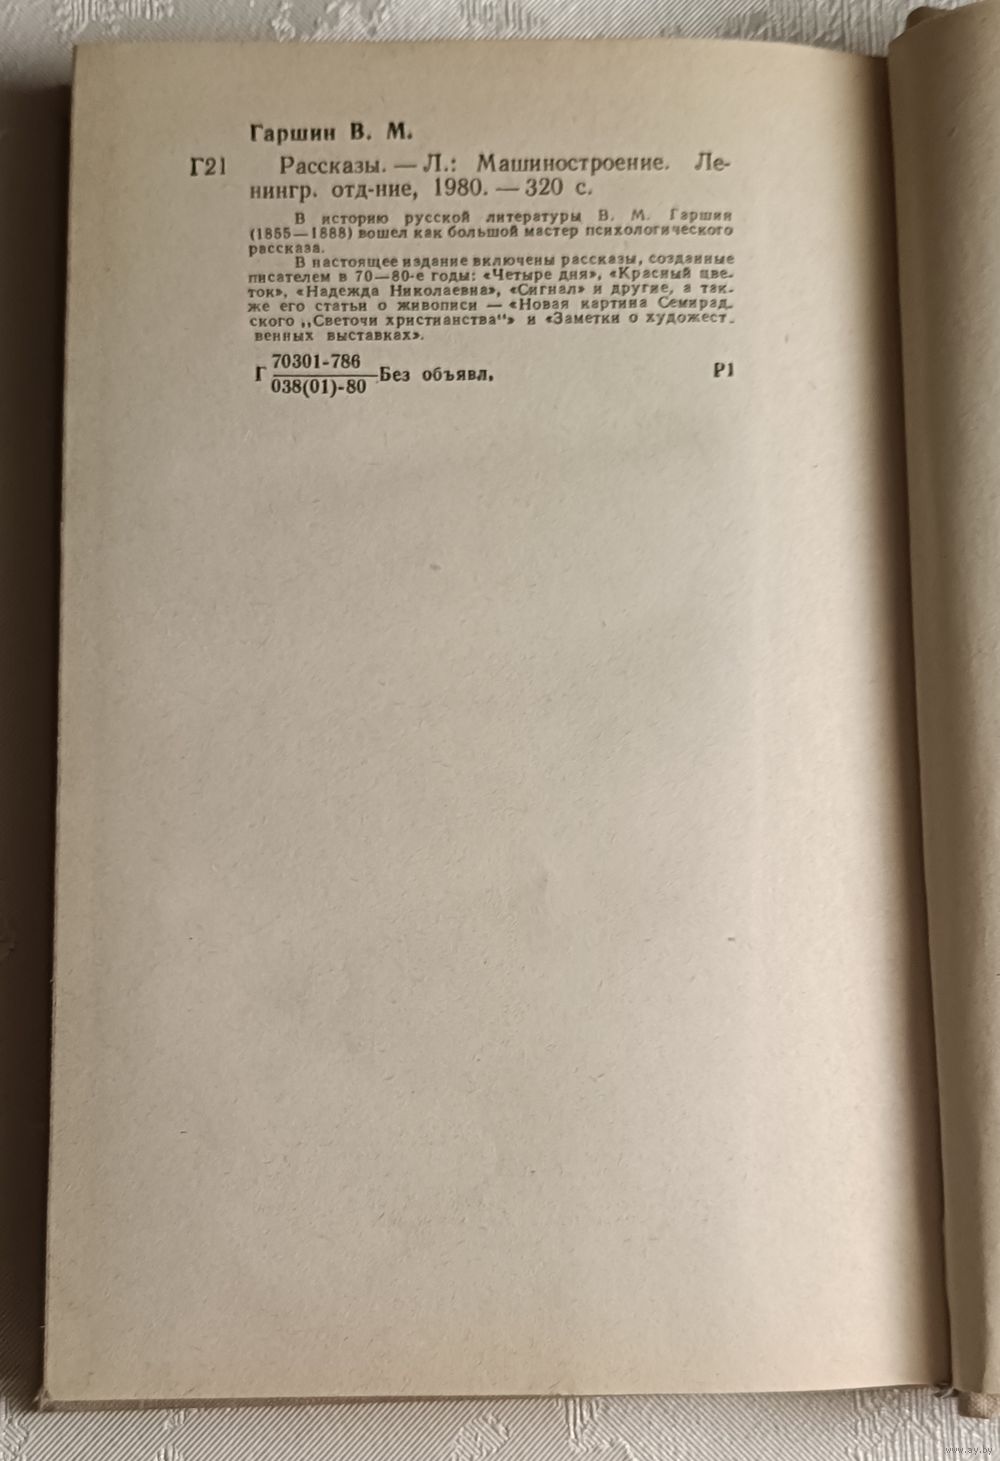 Гаршин В. М.
Г21 Рассказы. — Л.: Машиностроение. Ле-
нингр. отд-ние, 1980. — 320 с.
В историю русской литературы В. М. Гаршин
(1855—1888) вошел как большой мастер психологического
рассказа.
В настоящее издание включены рассказы, созданные
писателем в 70—80-е годы: «Четыре дня», «Красный цве-
ток», «Надежда Николаевна», «Сигнал» и другие, а так-
же его статьи о живописи — «Новая картина Семирад-
ского „Светочи христианства“» и «Заметки о художест-
венных выставках».
Г 70301-786
038(01)-80 Без объявл. Р1
www.ay.by